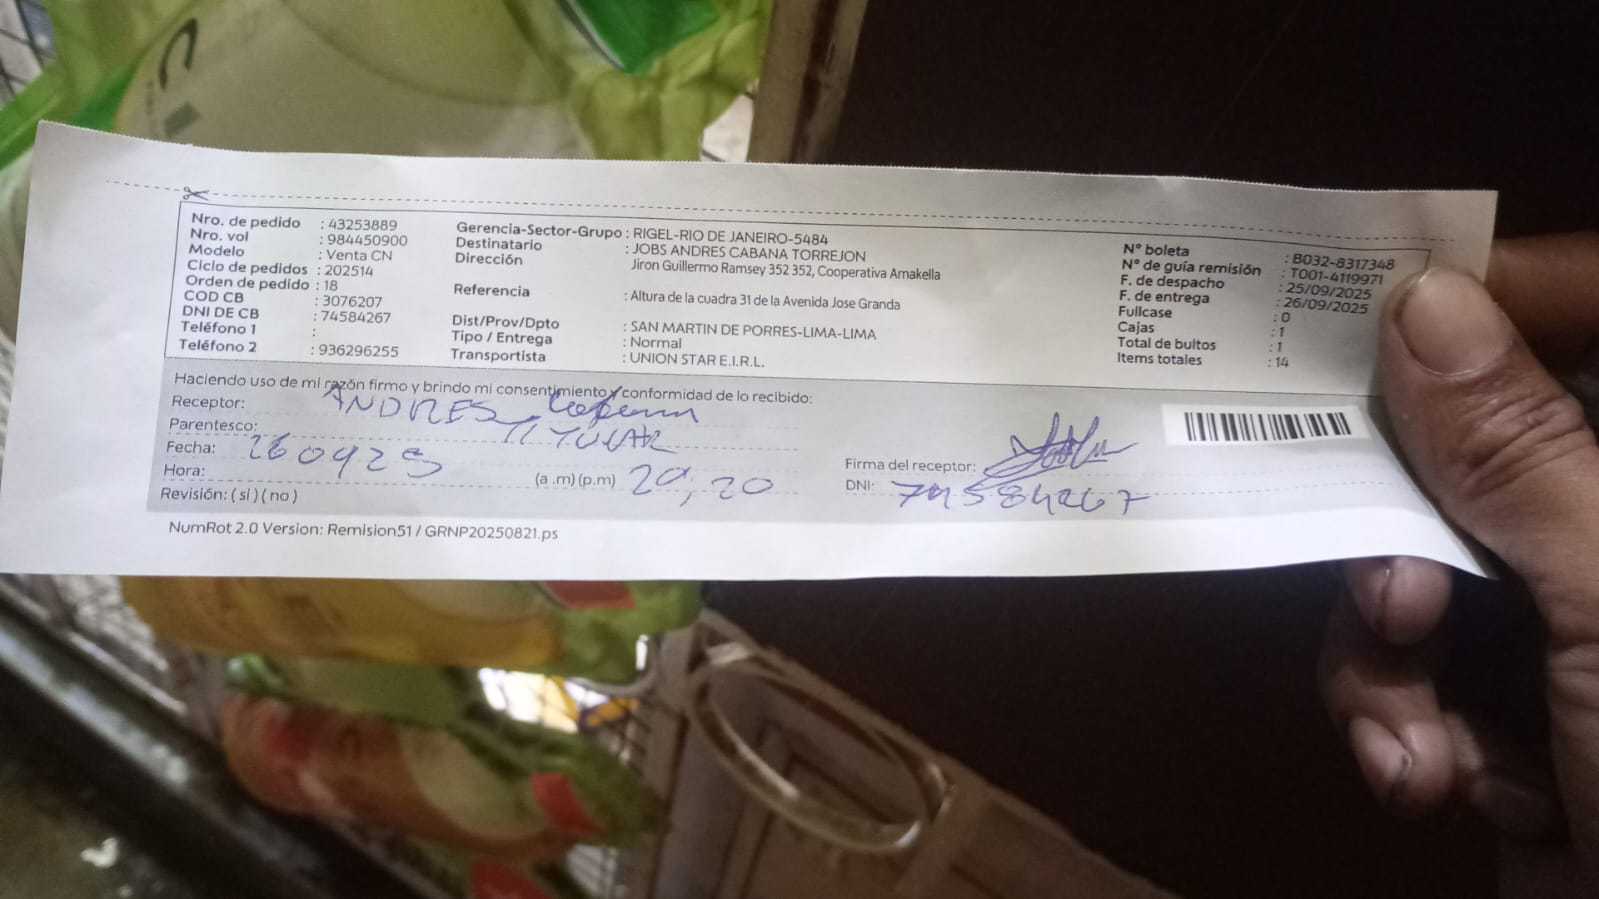 Nro. de pedido : 43253889
Nro. vol : 984450900
Modelo : Venta CN
Ciclo de pedidos : 202514
Orden de pedido : 18
COD CB : 3076207
DNI DE CB : 74584267
Teléfono 1 :
Teléfono 2 : 936296255
Gerencia-Sector-Grupo : RIGEL-RIO DE JANEIRO-5484
Destinatario : JOBS ANDRES CABANA TORREJON
Dirección Jiron Guillermo Ramsey 352 352, Cooperativa Amakella
Referencia : Altura de la cuadra 31 de la Avenida Jose Granda
Dist/Prov/Dpto : SAN MARTIN DE PORRES-LIMA-LIMA
Tipo / Entrega : Normal
Transportista : UNION STAR E.I.R.L.
N° boleta : B032-8317348
N° de guía remisión : T001-4119971
F. de despacho : 25/09/2025
F. de entrega : 26/09/2025
Fullcase : 0
Cajas : 1
Total de bultos : 1
Items totales : 14
Haciendo uso de mi razón firmo y brindo mi consentimiento y conformidad de lo recibido:
Receptor: ANDRES Cabana
Parentesco: TITULAR
Fecha: 260925
Hora: (a .m) (p.m) 20:20
Revisión: ( si ) ( no )
Firma del receptor:
DNI: 74584267
NumRot 2.0 Version: Remision51 / GRNP20250821.ps